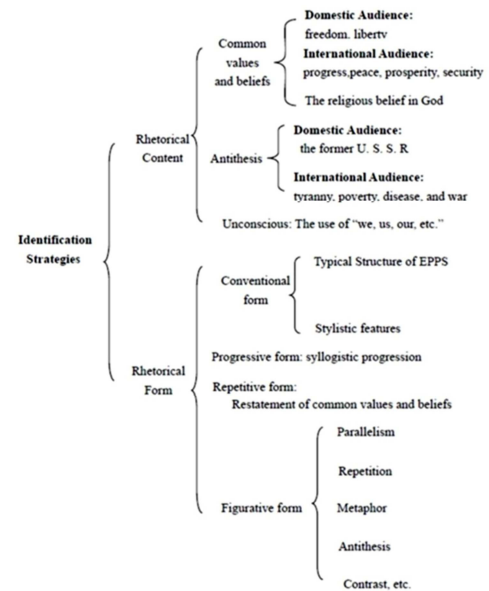 Domestic Audience:
freedom. liberty
Common
values
and beliefs
International Audience:
progress,peace, prosperity, security
The religious belief in God
Rhetorical
Content
Antithesis
Domestic Audience:
the former U. S. S. R
International Audience:
tyranny, poverty, disease, and war
Unconscious: The use of "we, us, our, etc."
Identification
Strategies
Conventional
form
Typical Structure of EPPS
Stylistic features
Rhetorical
Form
Progressive form: syllogistic progression
Repetitive form:
Restatement of common values and beliefs
Figurative form
Parallelism
Repetition
Metaphor
Antithesis
Contrast, etc.